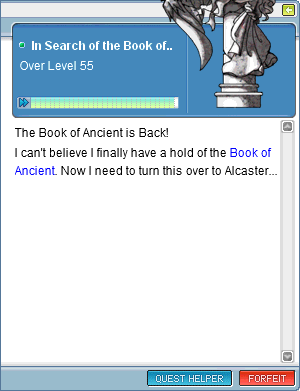 In Search of the Book of..
Over Level 55
The Book of Ancient is Back!
I can't believe I finally have a hold of the Book of
Ancient. Now I need to turn this over to Alcaster...
QUEST HELPER FORFEIT